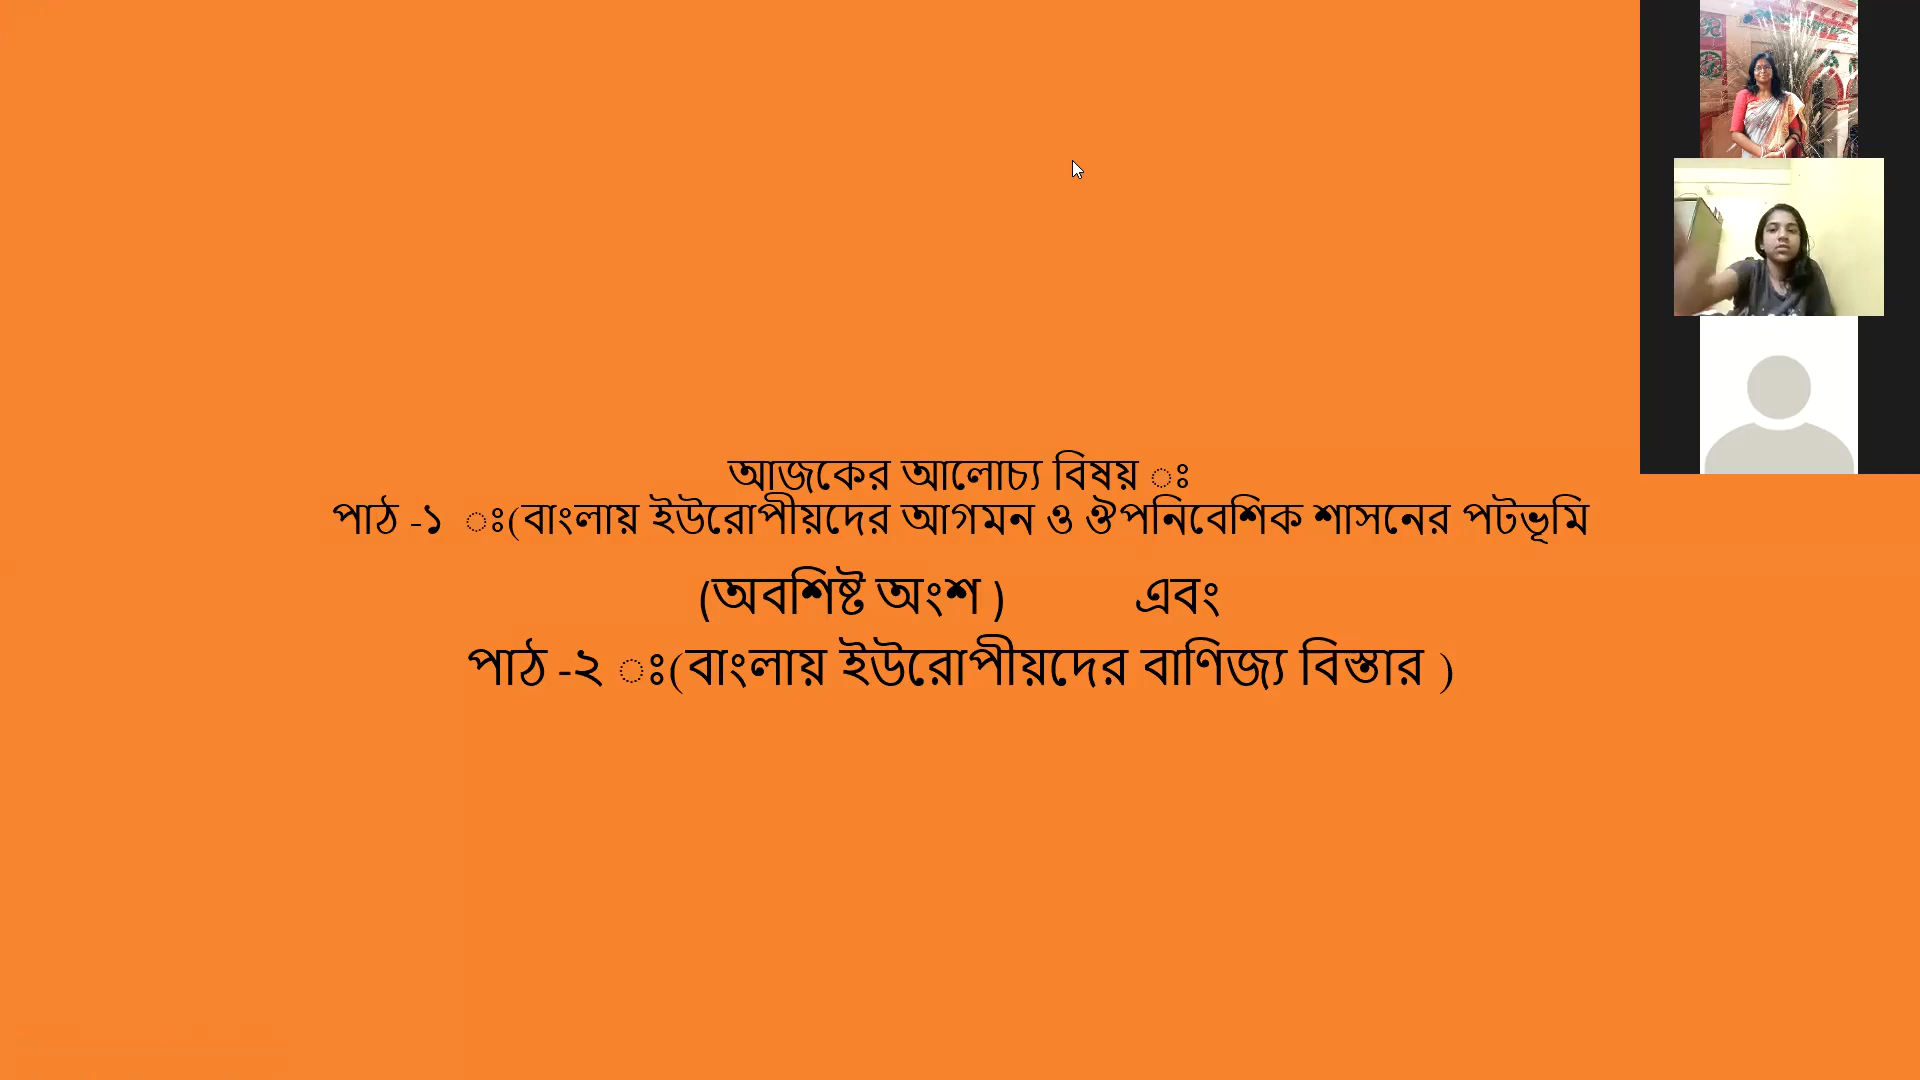 আজকের আলোচ্য বিষয় ঃ
পাঠ -১ ঃ(বাংলায় ইউরোপীয়দের আগমন ও ঔপনিবেশিক শাসনের পটভূমি
(অবশিষ্ট অংশ ) এবং
পাঠ -২ ঃ(বাংলায় ইউরোপীয়দের বাণিজ্য বিস্তার )